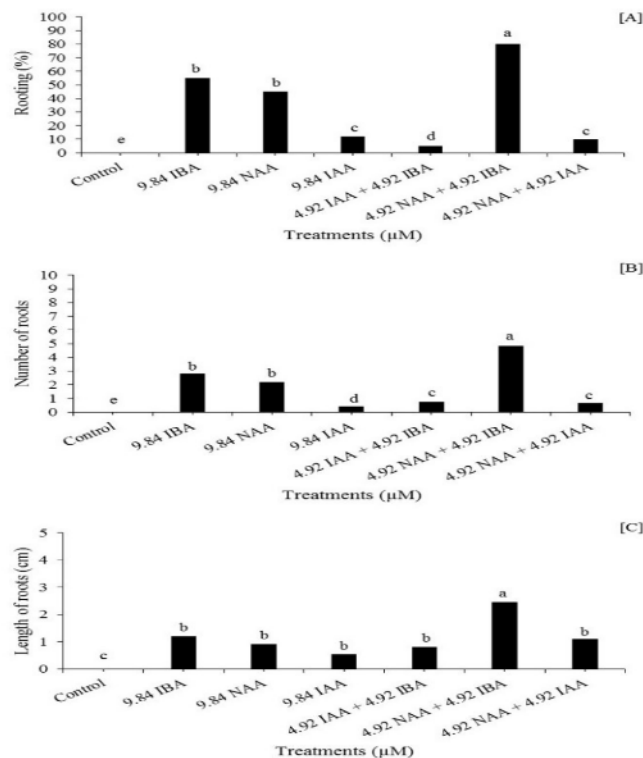 [A]
Rooting (%)
100
90
80
70
60
50
40
30
20
10
0
e
b
b
c
d
a
c
Control
9.84 IBA
9.84 NAA
9.84 IAA
4.92 IAA + 4.92 IBA
4.92 NAA + 4.92 IBA
4.92 NAA + 4.92 IAA
Treatments (µM)
[B]
Number of roots
10
9
8
7
6
5
4
3
2
1
0
e
b
b
d
c
a
c
Control
9.84 IBA
9.84 NAA
9.84 IAA
4.92 IAA + 4.92 IBA
4.92 NAA + 4.92 IBA
4.92 NAA + 4.92 IAA
Treatments (µM)
[C]
Length of roots (cm)
5
4
3
2
1
0
c
b
b
b
b
a
b
Control
9.84 IBA
9.84 NAA
9.84 IAA
4.92 IAA + 4.92 IBA
4.92 NAA + 4.92 IBA
4.92 NAA + 4.92 IAA
Treatments (µM)